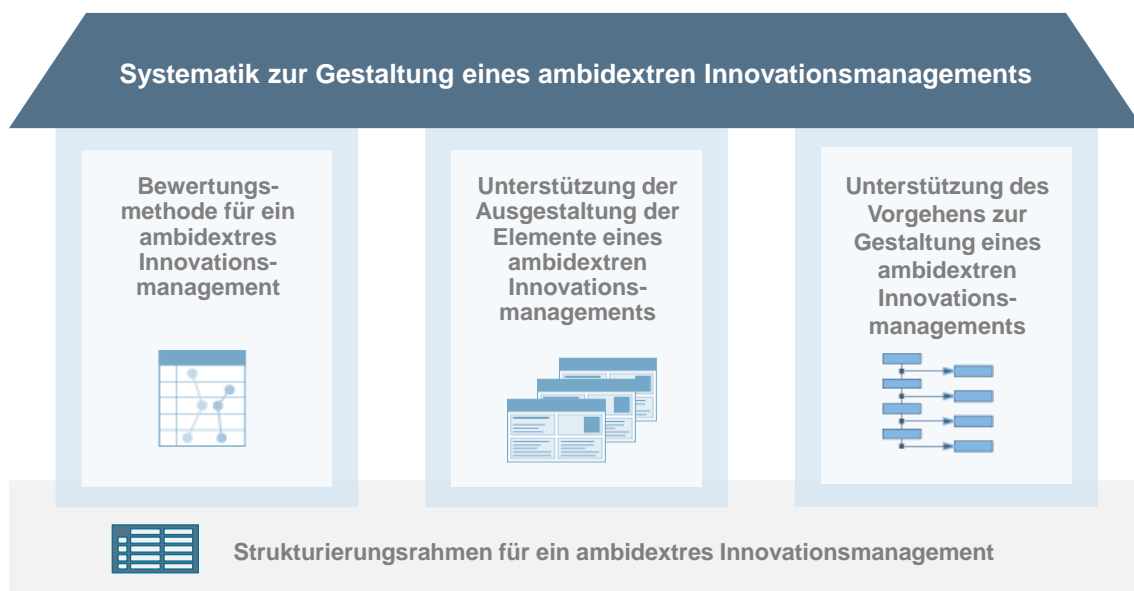 Systematik zur Gestaltung eines ambidextren Innovationsmanagements
Bewertungs-
methode für ein
ambidextres
Innovations-
management
Unterstützung der
Ausgestaltung der
Elemente eines
ambidextren
Innovations-
managements
Unterstützung des
Vorgehens zur
Gestaltung eines
ambidextren
Innovations-
managements
Strukturierungsrahmen für ein ambidextres Innovationsmanagement